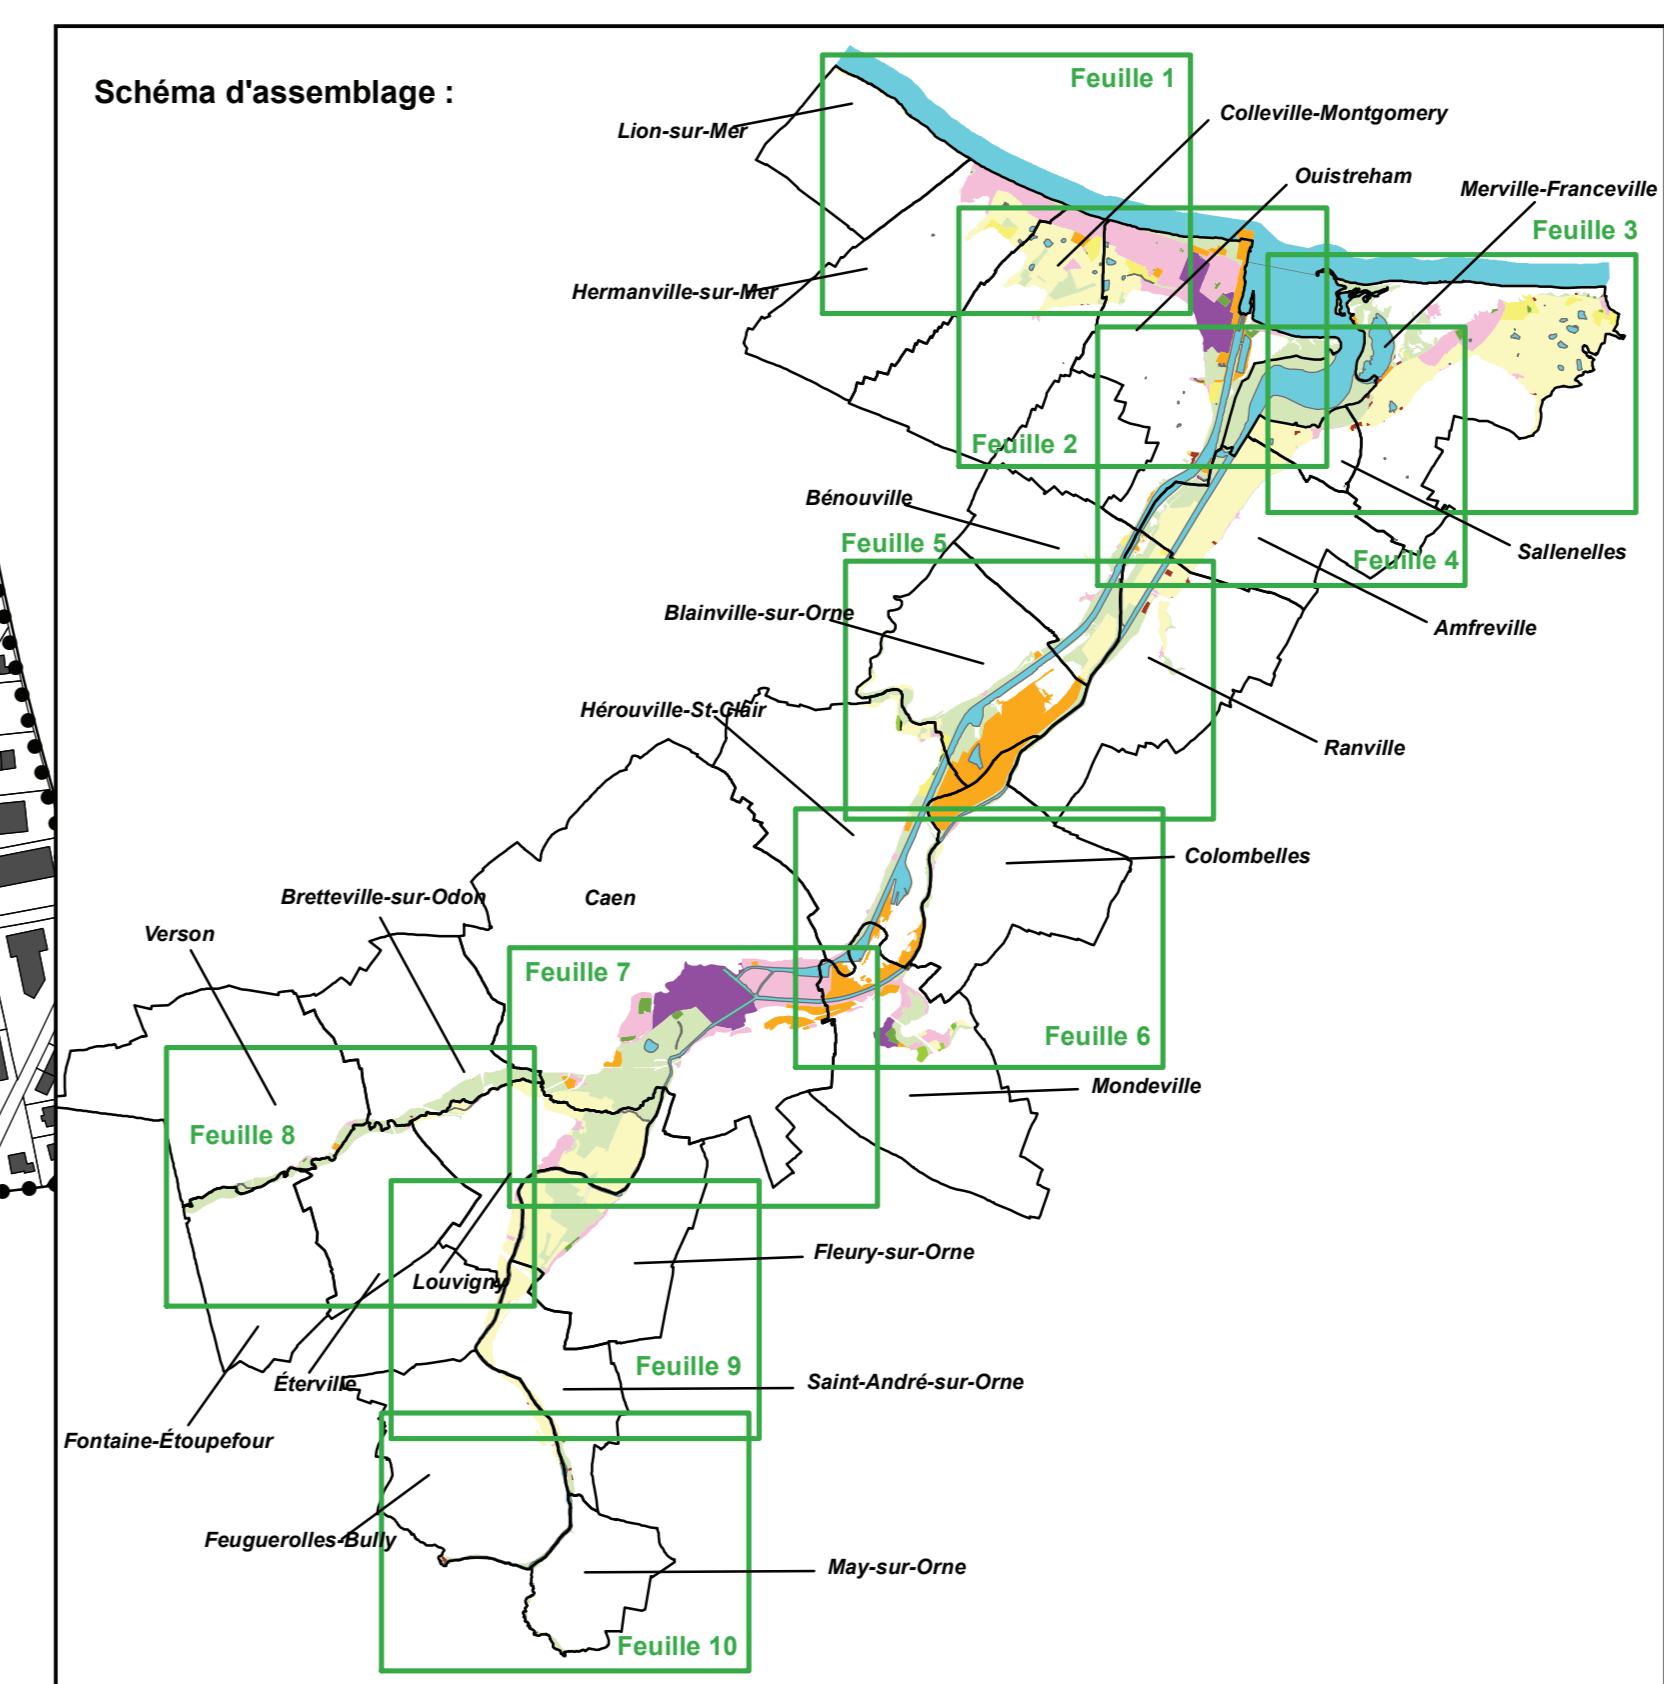 Schéma d'assemblage :
Feuille 1
Lion-sur-Mer
Colleville-Montgomery
Ouistreham
Merville-Franceville
Feuille 3
Hermanville-sur-Mer
Feuille 2
Bénouville
Feuille 5
Sallenelles
Feuille 4
Blainville-sur-Orne
Amfreville
Hérouville-St-Clair
Ranville
Colombelles
Bretteville-sur-Odon
Caen
Verson
Feuille 7
Feuille 6
Mondeville
Feuille 8
Fleury-sur-Orne
Louvigny
Feuille 9
Éterville
Saint-André-sur-Orne
Fontaine-Étoupefour
Feuguerolles-Bully
May-sur-Orne
Feuille 10